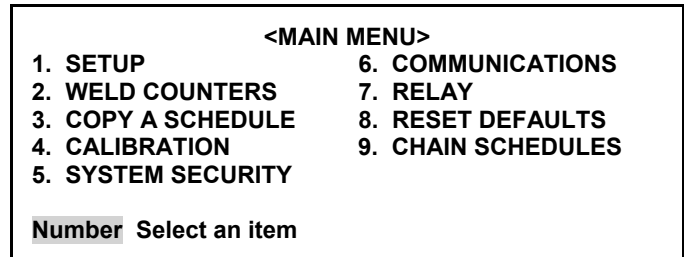 <MAIN MENU>
1. SETUP 6. COMMUNICATIONS
2. WELD COUNTERS 7. RELAY
3. COPY A SCHEDULE 8. RESET DEFAULTS
4. CALIBRATION 9. CHAIN SCHEDULES
5. SYSTEM SECURITY
Number Select an item